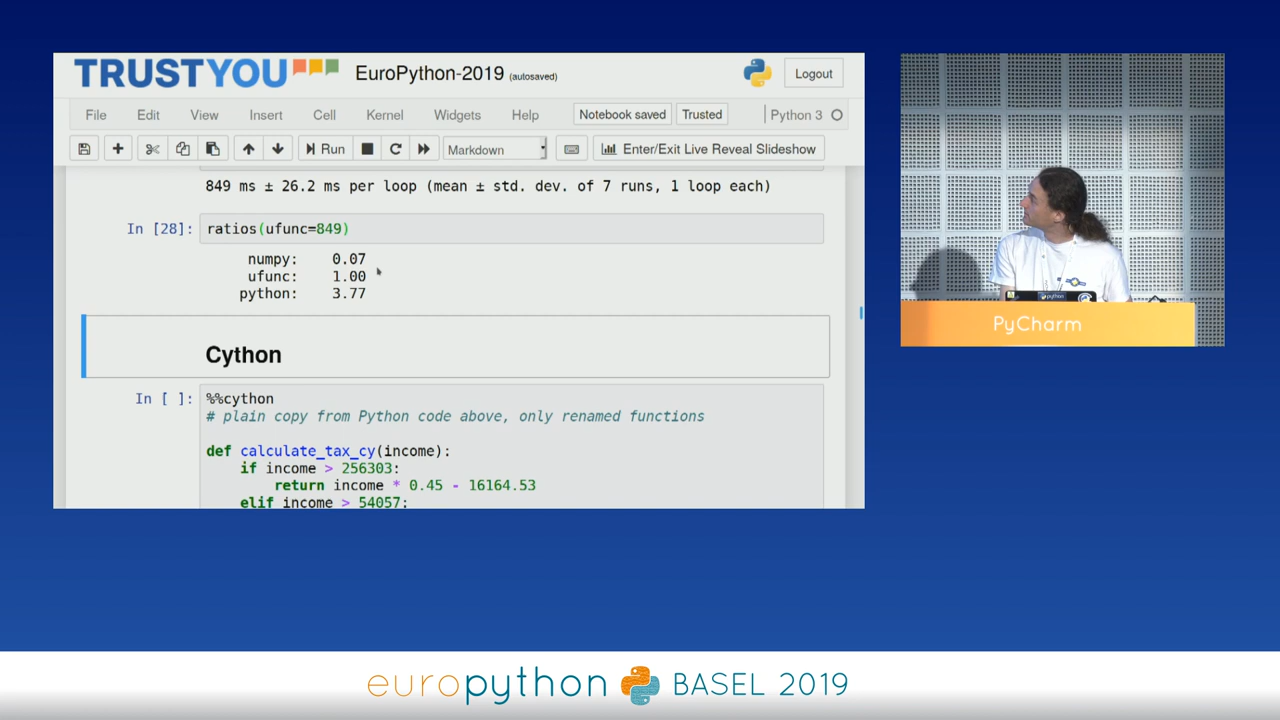 TRUSTYOU EuroPython-2019 (autosaved) Logout
File Edit View Insert Cell Kernel Widgets Help Notebook saved Trusted Python 3
Run Markdown Enter/Exit Live Reveal Slideshow
849 ms ± 26.2 ms per loop (mean ± std. dev. of 7 runs, 1 loop each)
In [28]: ratios(ufunc=849)
numpy: 0.07
ufunc: 1.00
python: 3.77
Cython
In [ ]: %%cython
# plain copy from Python code above, only renamed functions
def calculate_tax_cy(income):
if income > 256303:
return income * 0.45 - 16164.53
elif income > 54057:
python
PyCharm
europython BASEL 2019